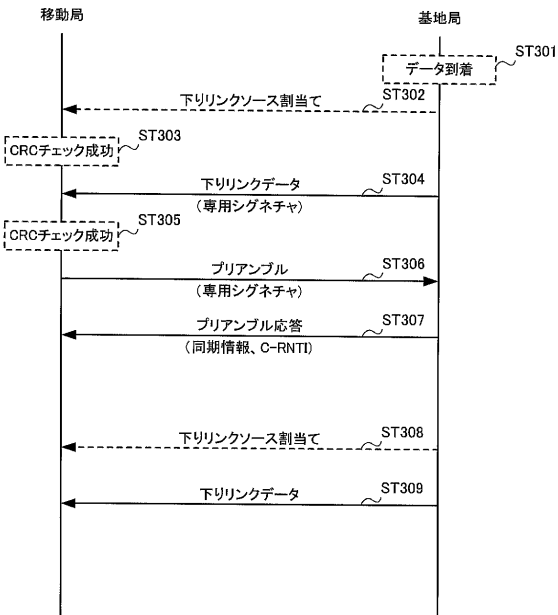 移動局
基地局
ST301
データ到着
下りリンクソース割当て
ST302
ST303
CRCチェック成功
下りリンクデータ
ST304
(専用シグネチャ)
ST305
CRCチェック成功
プリアンブル
ST306
(専用シグネチャ)
プリアンブル応答
ST307
(同期情報、C-RNTI)
下りリンクソース割当て
ST308
下りリンクデータ
ST309